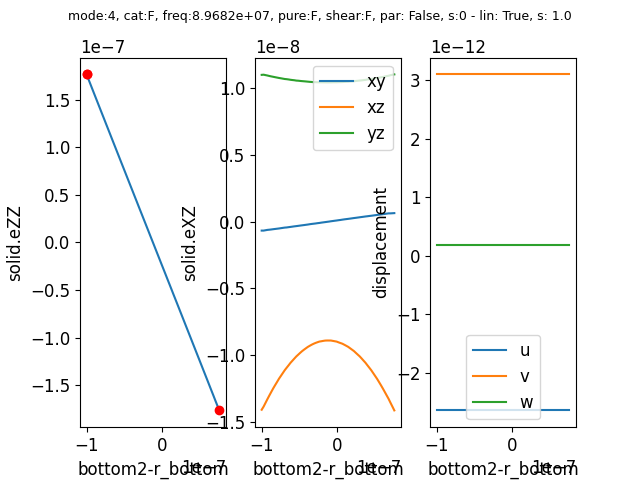 mode:4, cat:F, freq:8.9682e+07, pure:F, shear:F, par: False, s:0 - lin: True, s: 1.0
1e−7
1e−8
1e−12
1.5
1.0
0.5
0.0
−0.5
−1.0
−1.5
solid.eZZ
−1
0
1e−7
bottom2-r_bottom
1.0
0.5
0.0
−0.5
−1.0
−1.5
solid.eXZ
xy
xz
yz
−1
0
1e−7
bottom2-r_bottom
3
2
1
0
−1
−2
displacement
u
v
w
−1
0
1e−7
bottom2-r_bottom